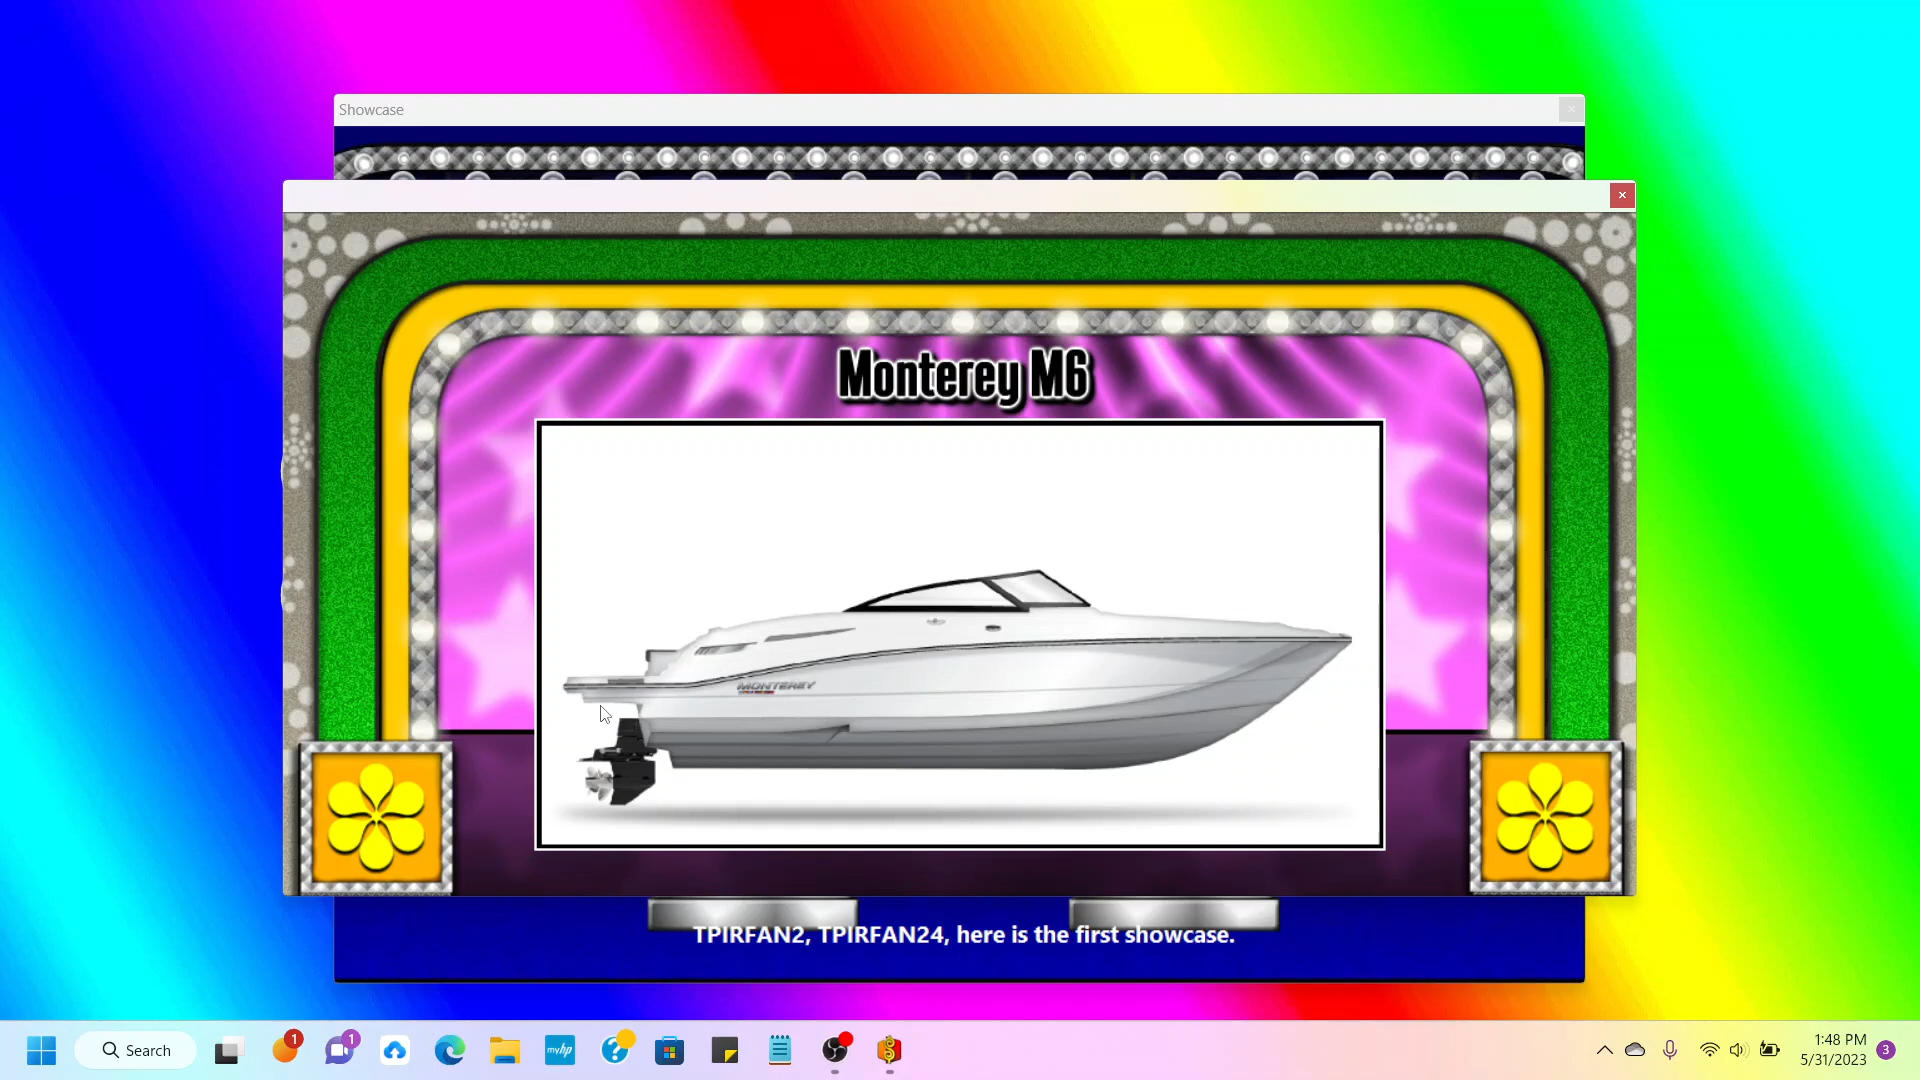 Showcase
Monterey M6
MONTEREY
TPIRFAN2, TPIRFAN24, here is the first showcase.
Search
1
1
myhp
?
1:48 PM
5/31/2023
3